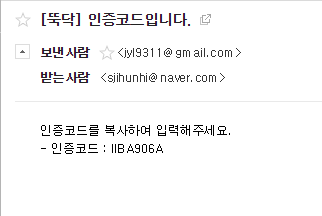 [뚝닥] 인증코드입니다.
보낸사람 <jyl9311@gmail.com>
받는사람 <sjihunhi@naver.com>
인증코드를 복사하여 입력해주세요.
- 인증코드 : IIBA906A